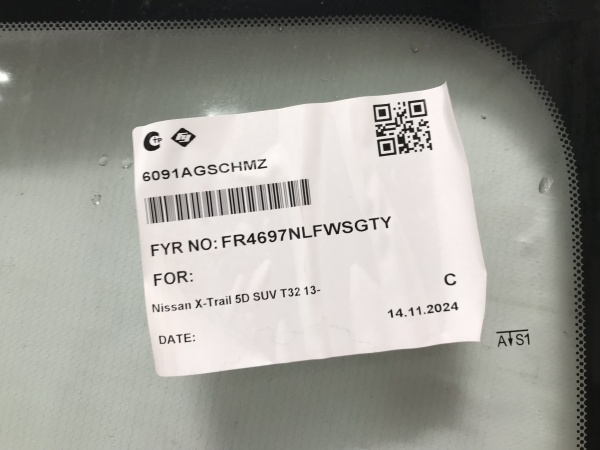 6091AGSCHMZ
FYR NO: FR4697NLFWSGTY
FOR:
Nissan X-Trail 5D SUV T32 13-
C
14.11.2024
DATE:
AS1